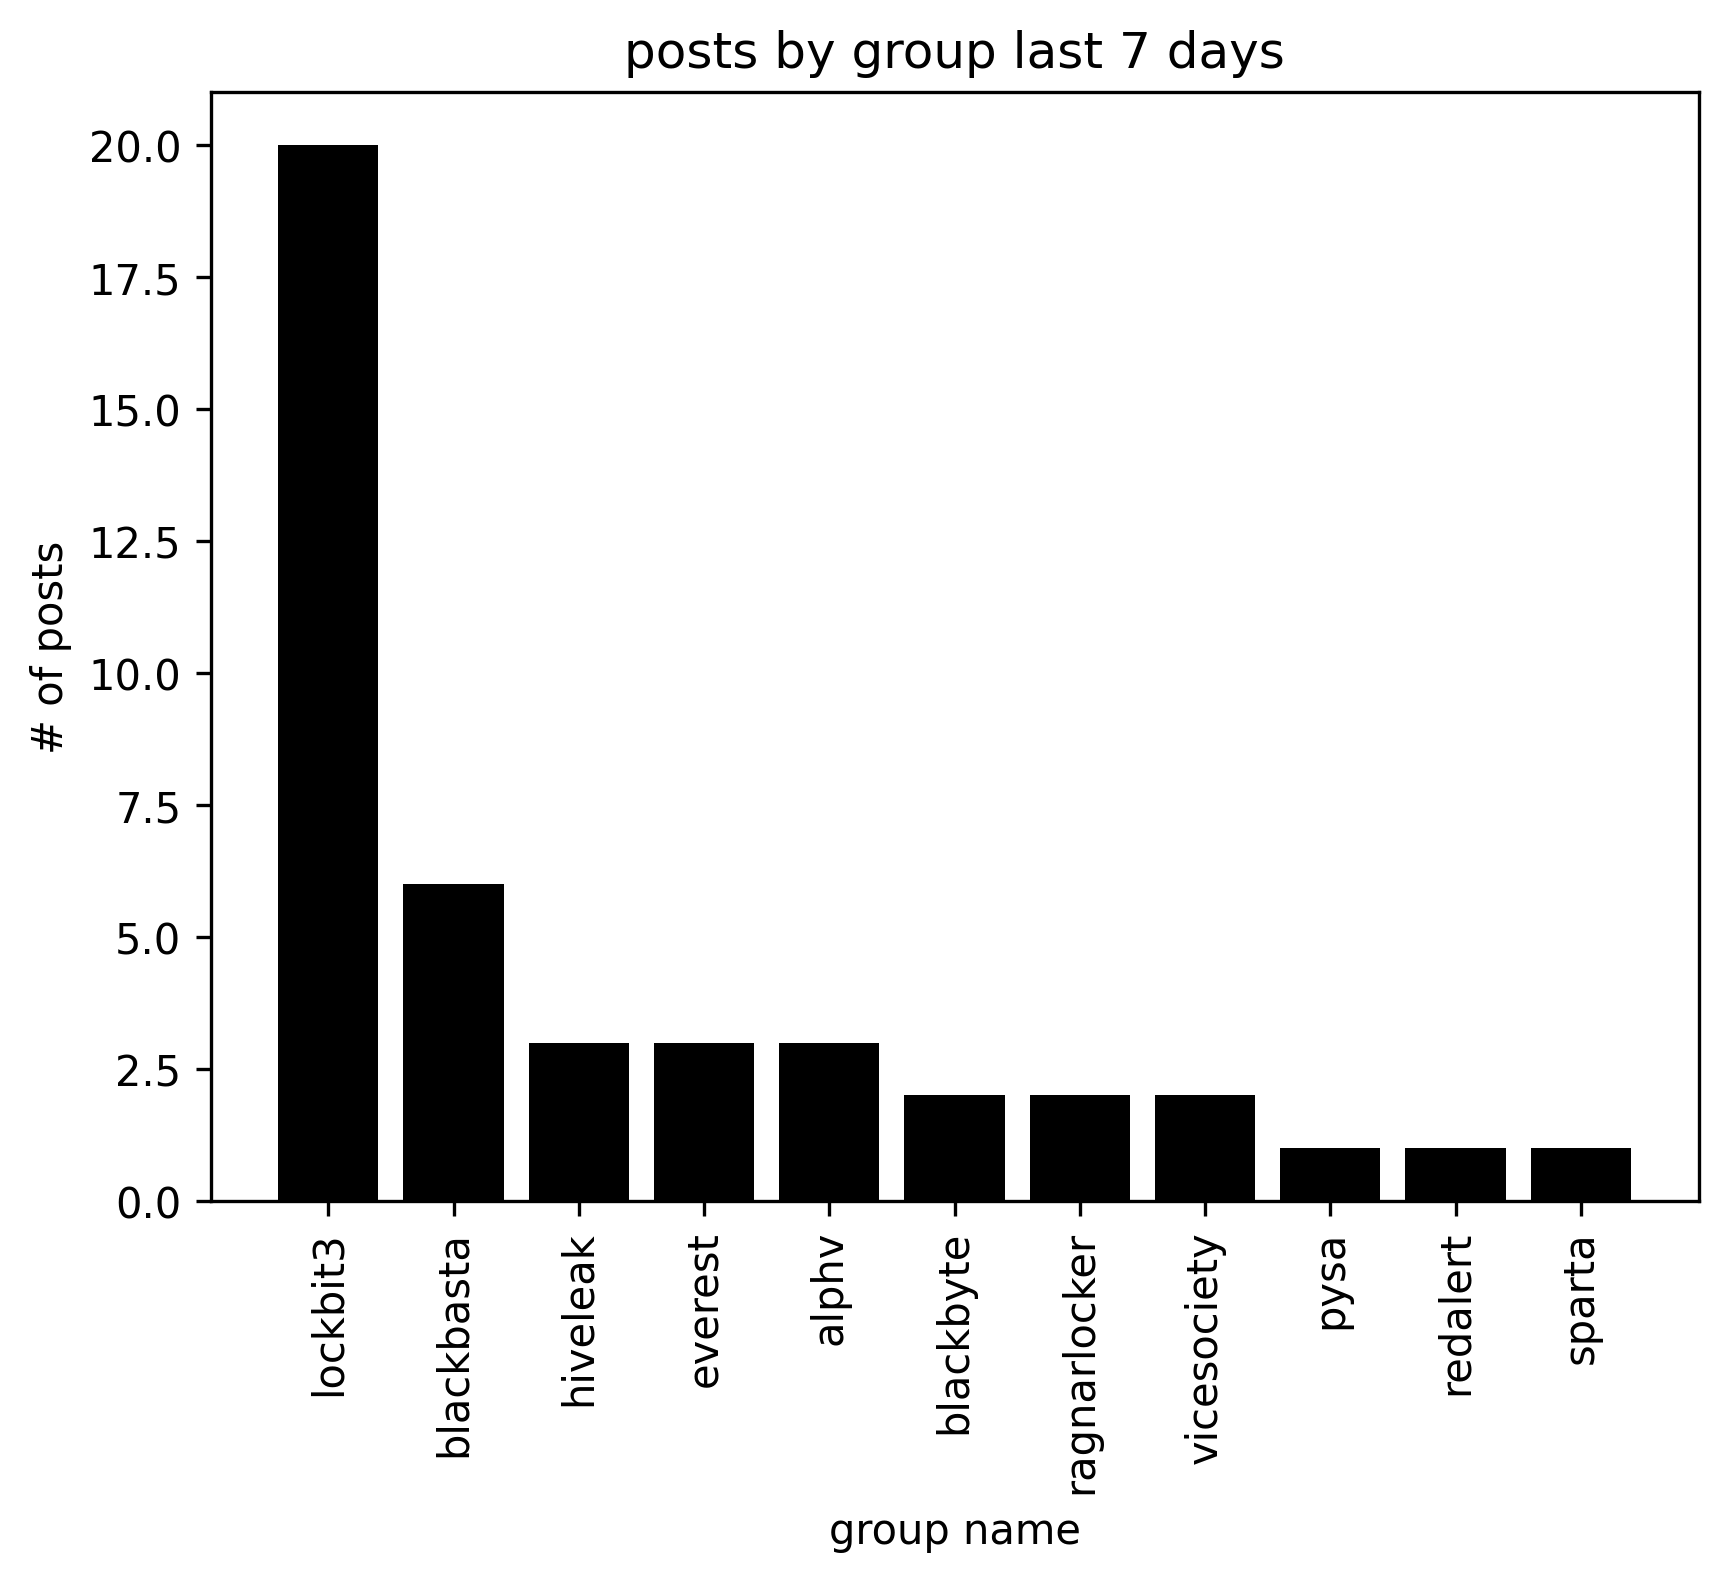 posts by group last 7 days
20.0
17.5
15.0
12.5
10.0
7.5
5.0
2.5
0.0
# of posts
lockbit3
blackbasta
hiveleak
everest
alphv
blackbyte
ragnarlocker
vicesociety
pysa
redalert
sparta
group name